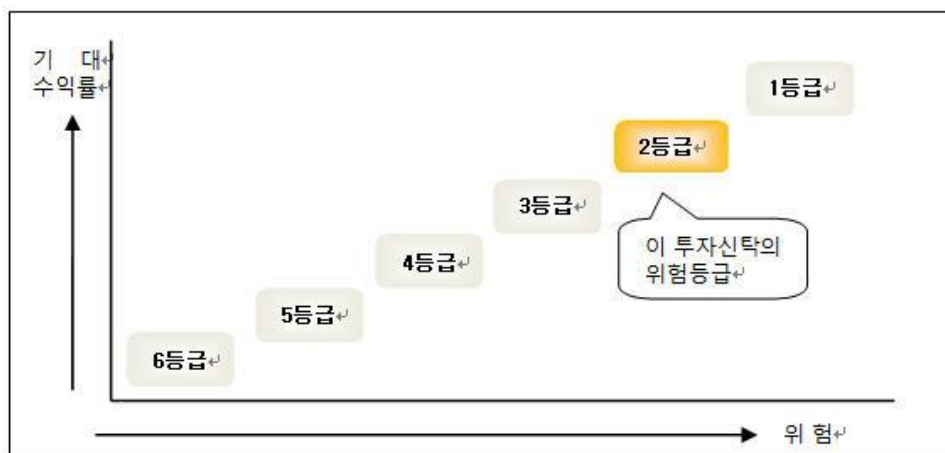 기 대↵
수익률↵
1등급↵
2등급↵
3등급↵
이 투자신탁의
위험등급↵
4등급↵
5등급↵
6등급↵
위 험↵